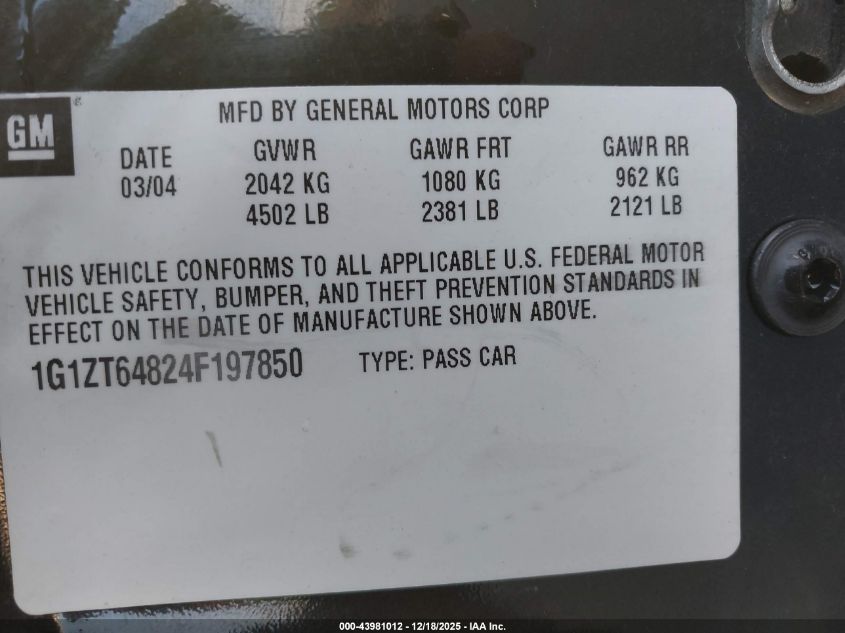 GM
MFD BY GENERAL MOTORS CORP
DATE GVWR GAWR FRT GAWR RR
03/04 2042 KG 1080 KG 962 KG
4502 LB 2381 LB 2121 LB
THIS VEHICLE CONFORMS TO ALL APPLICABLE U.S. FEDERAL MOTOR
VEHICLE SAFETY, BUMPER, AND THEFT PREVENTION STANDARDS IN
EFFECT ON THE DATE OF MANUFACTURE SHOWN ABOVE.
1G1ZT64824F197850 TYPE: PASS CAR
000-43981012 - 12/18/2025 - IAA Inc.